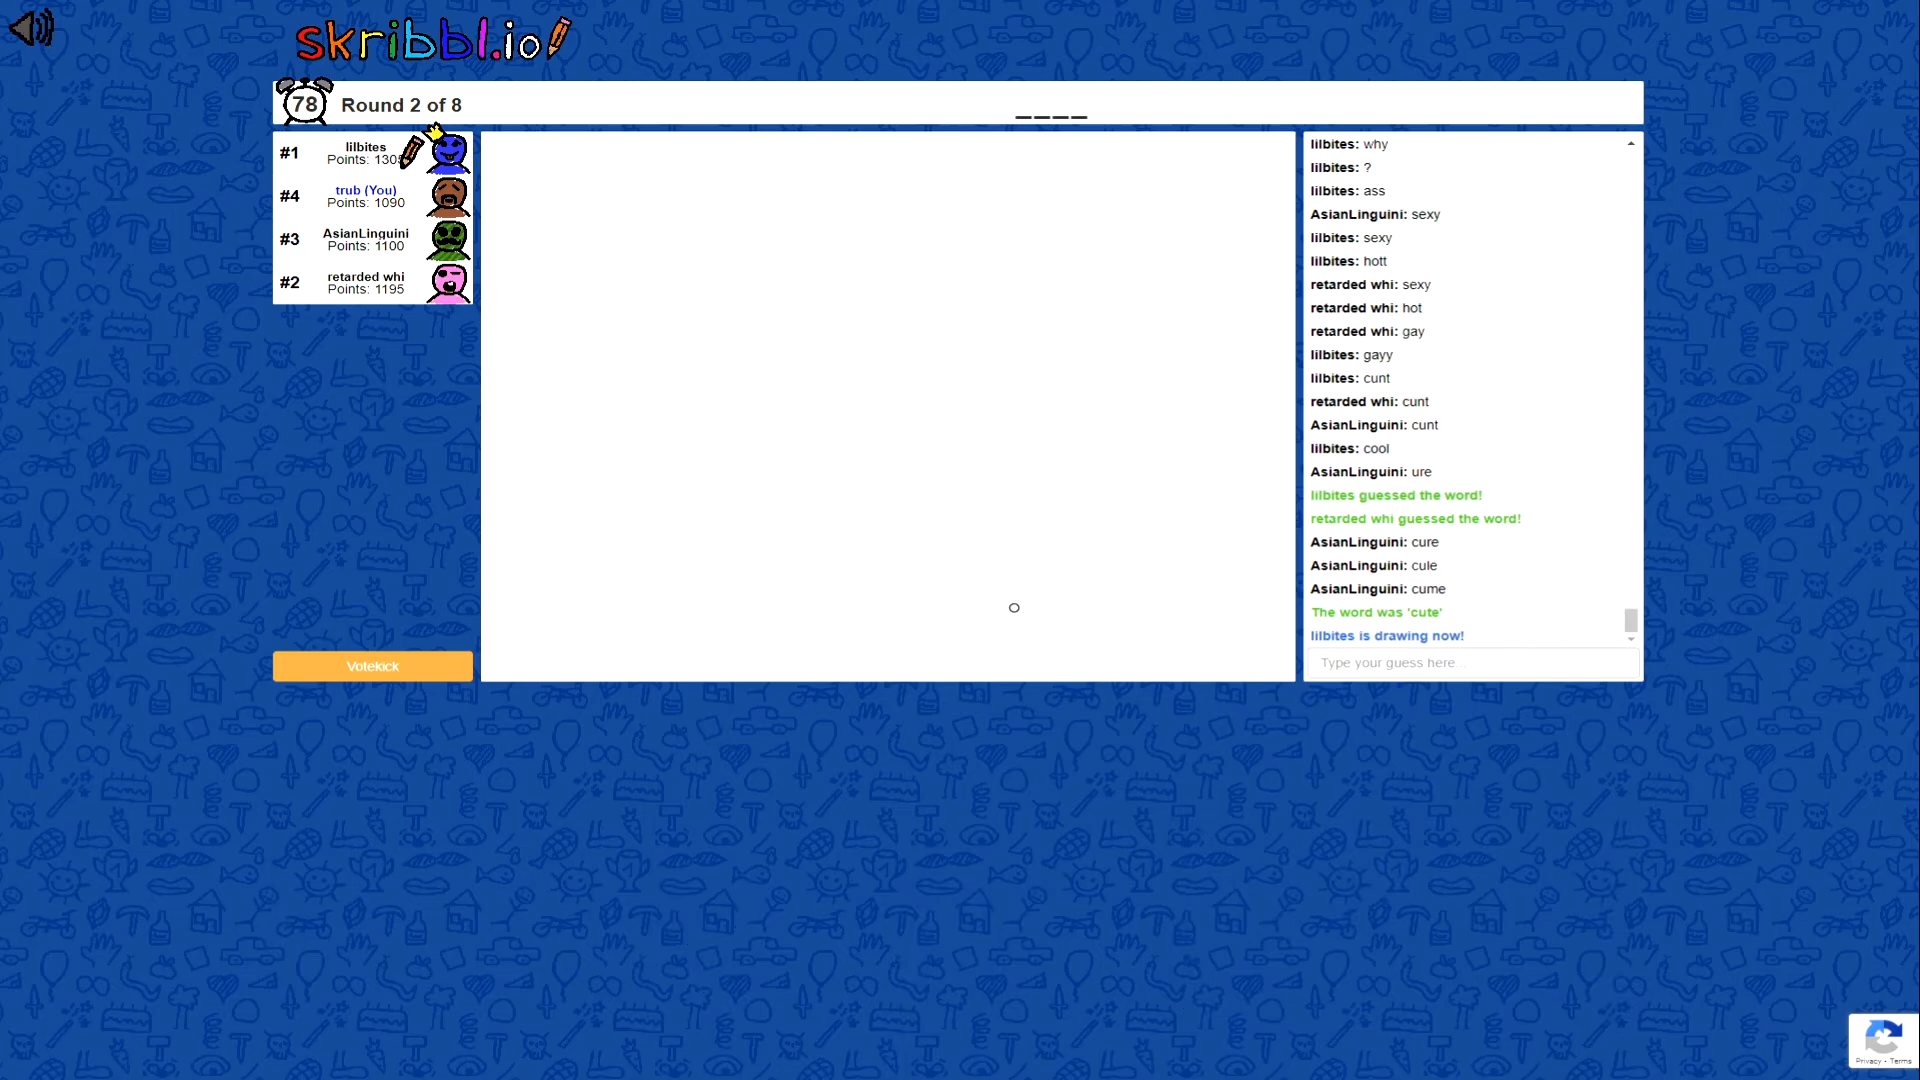 skribbl.io
78
Round 2 of 8
____
#1
lilbites
Points: 1305
#4
trub (You)
Points: 1090
#3
AsianLinguini
Points: 1100
#2
retarded whi
Points: 1195
Votekick
lilbites: why
lilbites: ?
lilbites: ass
AsianLinguini: sexy
lilbites: sexy
lilbites: hott
retarded whi: sexy
retarded whi: hot
retarded whi: gay
lilbites: gayy
lilbites: cunt
retarded whi: cunt
AsianLinguini: cunt
lilbites: cool
AsianLinguini: ure
lilbites guessed the word!
retarded whi guessed the word!
AsianLinguini: cure
AsianLinguini: cule
AsianLinguini: cume
The word was 'cute'
lilbites is drawing now!
Type your guess here...
Privacy - Terms